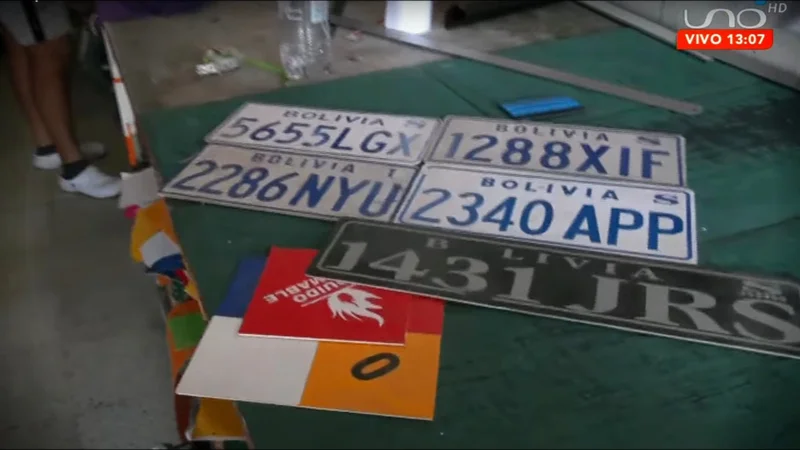 uno HD
VIVO 13:07
BOLIVIA S
5655LGX
BOLIVIA S
1288XIF
BOLIVIA T
2286NYU
BOLIVIA S
2340APP
BOLIVIA
1431JRS
0